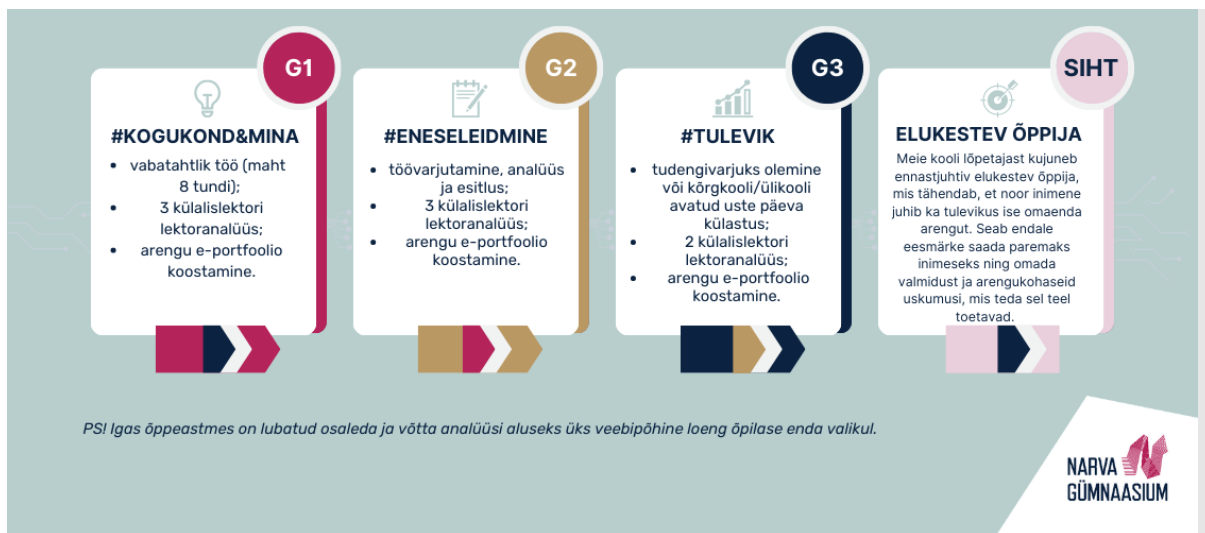 G1
#KOGUKOND&MINA
• vabatahtlik töö (maht
8 tundi);
• 3 külalislektori
lektoranalüüs;
• arengu e-portfoolio
koostamine.
G2
#ENESELEIDMINE
• töövarjutamine, analüüs
ja esitlus;
• 3 külalislektori
lektoranalüüs;
• arengu e-portfoolio
koostamine.
G3
#TULEVIK
• tudengivarjuks olemine
või kõrgkooli/ülikooli
avatud uste päeva
külastus;
• 2 külalislektori
lektoranalüüs;
• arengu e-portfoolio
koostamine.
SIHT
ELUKESTEV ÕPPIJA
Meie kooli lõpetajast kujuneb
ennastjuhtiv elukestev õppija,
mis tähendab, et noor inimene
juhib ka tulevikus ise omaenda
arengut. Seab endale
eesmärke saada paremaks
inimeseks ning omada
valmidust ja arengukohaseid
uskumusi, mis teda sel teel
toetavad.
PS! Igas õppeastmes on lubatud osaleda ja võtta analüüsi aluseks üks veebipõhine loeng õpilase enda valikul.
NARVA
GÜMNAASIUM